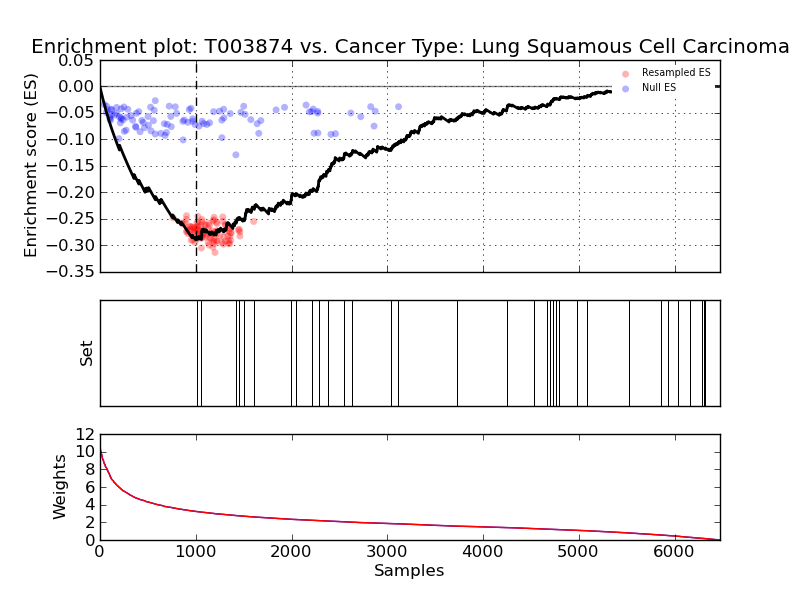 Enrichment plot: T003874 vs. Cancer Type: Lung Squamous Cell Carcinoma
Enrichment score (ES)
0.05
0.00
−0.05
−0.10
−0.15
−0.20
−0.25
−0.30
−0.35
Resampled ES
Null ES
Set
Weights
12
10
8
6
4
2
0
0 1000 2000 3000 4000 5000 6000
Samples